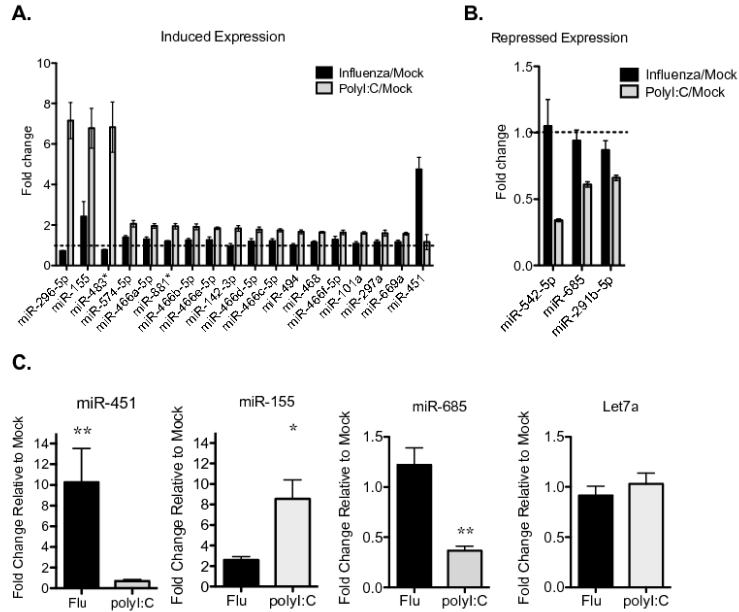 A.
Induced Expression
Fold change
10
8
6
4
2
0
Influenza/Mock
PolyI:C/Mock
miR-296-5p
miR-155
miR-483*
miR-574-5p
miR-466a-5p
miR-881*
miR-466b-5p
miR-466e-5p
miR-142-3p
miR-466d-5p
miR-466c-5p
miR-494
miR-468
miR-466f-5p
miR-101a
miR-297a
miR-669a
miR-451
B.
Repressed Expression
Fold change
1.5
1.0
0.5
0.0
Influenza/Mock
PolyI:C/Mock
miR-542-5p
miR-685
miR-291b-5p
C.
miR-451
Fold Change Relative to Mock
14
12
10
8
6
4
2
0
**
Flu
polyI:C
miR-155
Fold Change Relative to Mock
14
12
10
8
6
4
2
0
*
Flu
polyI:C
miR-685
Fold Change Relative to Mock
1.5
1.0
0.5
0.0
**
Flu
polyI:C
Let7a
Fold Change Relative to Mock
1.5
1.0
0.5
0.0
Flu
polyI:C